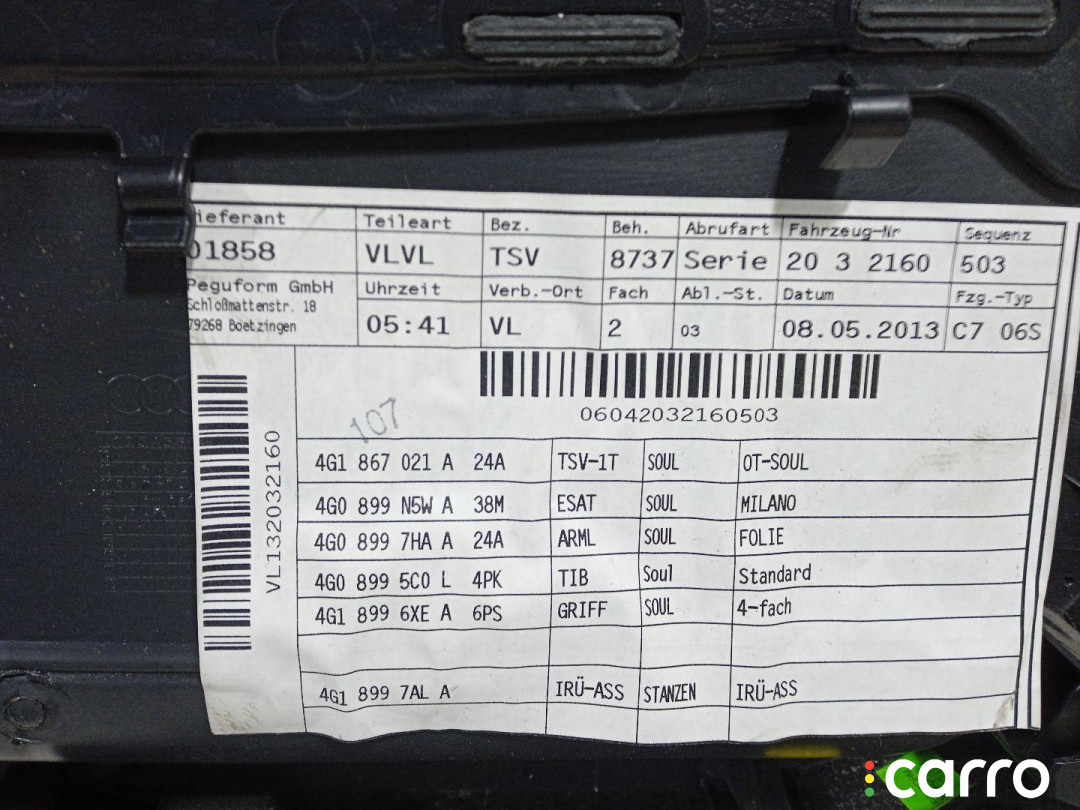 ieferant Teileart Bez. Beh. Abrufart Fahrzeug-Nr Sequenz
01858 VLVL TSV 8737 Serie 20 3 2160 503
Peguform GmbH Uhrzeit Verb.-Ort Fach Abl.-St. Datum Fzg.-Typ
Schloßmattenstr. 18
79268 Boetzingen 05:41 VL 2 03 08.05.2013 C7 06S
06042032160503
107
VL132032160
4G1 867 021 A 24A TSV-1T SOUL OT-SOUL
4G0 899 N5W A 38M ESAT SOUL MILANO
4G0 899 7HA A 24A ARML SOUL FOLIE
4G0 899 5C0 L 4PK TIB Soul Standard
4G1 899 6XE A 6PS GRIFF SOUL 4-fach
4G1 899 7AL A IRÜ-ASS STANZEN IRÜ-ASS
carro